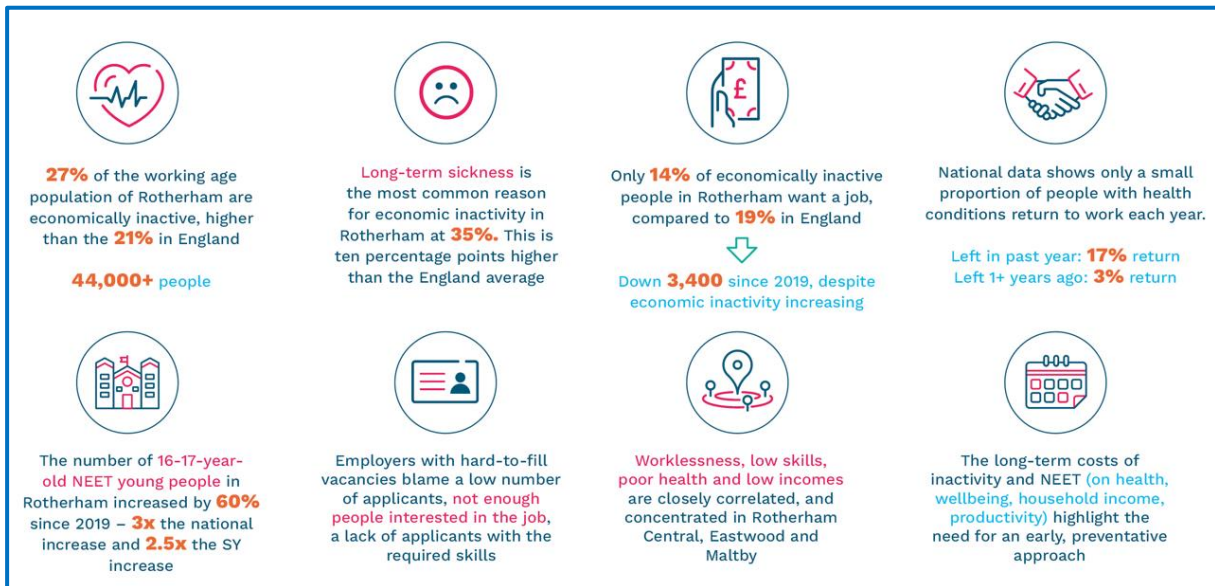 £
27% of the working age
population of Rotherham are
economically inactive, higher
than the 21% in England
44,000+ people
Long-term sickness is
the most common reason
for economic inactivity in
Rotherham at 35%. This is
ten percentage points higher
than the England average
Only 14% of economically inactive
people in Rotherham want a job,
compared to 19% in England
Down 3,400 since 2019, despite
economic inactivity increasing
National data shows only a small
proportion of people with health
conditions return to work each year.
Left in past year: 17% return
Left 1+ years ago: 3% return
The number of 16-17-year-
old NEET young people in
Rotherham increased by 60%
since 2019 – 3x the national
increase and 2.5x the SY
increase
Employers with hard-to-fill
vacancies blame a low number
of applicants, not enough
people interested in the job,
a lack of applicants with the
required skills
Worklessness, low skills,
poor health and low incomes
are closely correlated, and
concentrated in Rotherham
Central, Eastwood and
Maltby
The long-term costs of
inactivity and NEET (on health,
wellbeing, household income,
productivity) highlight the
need for an early, preventative
approach